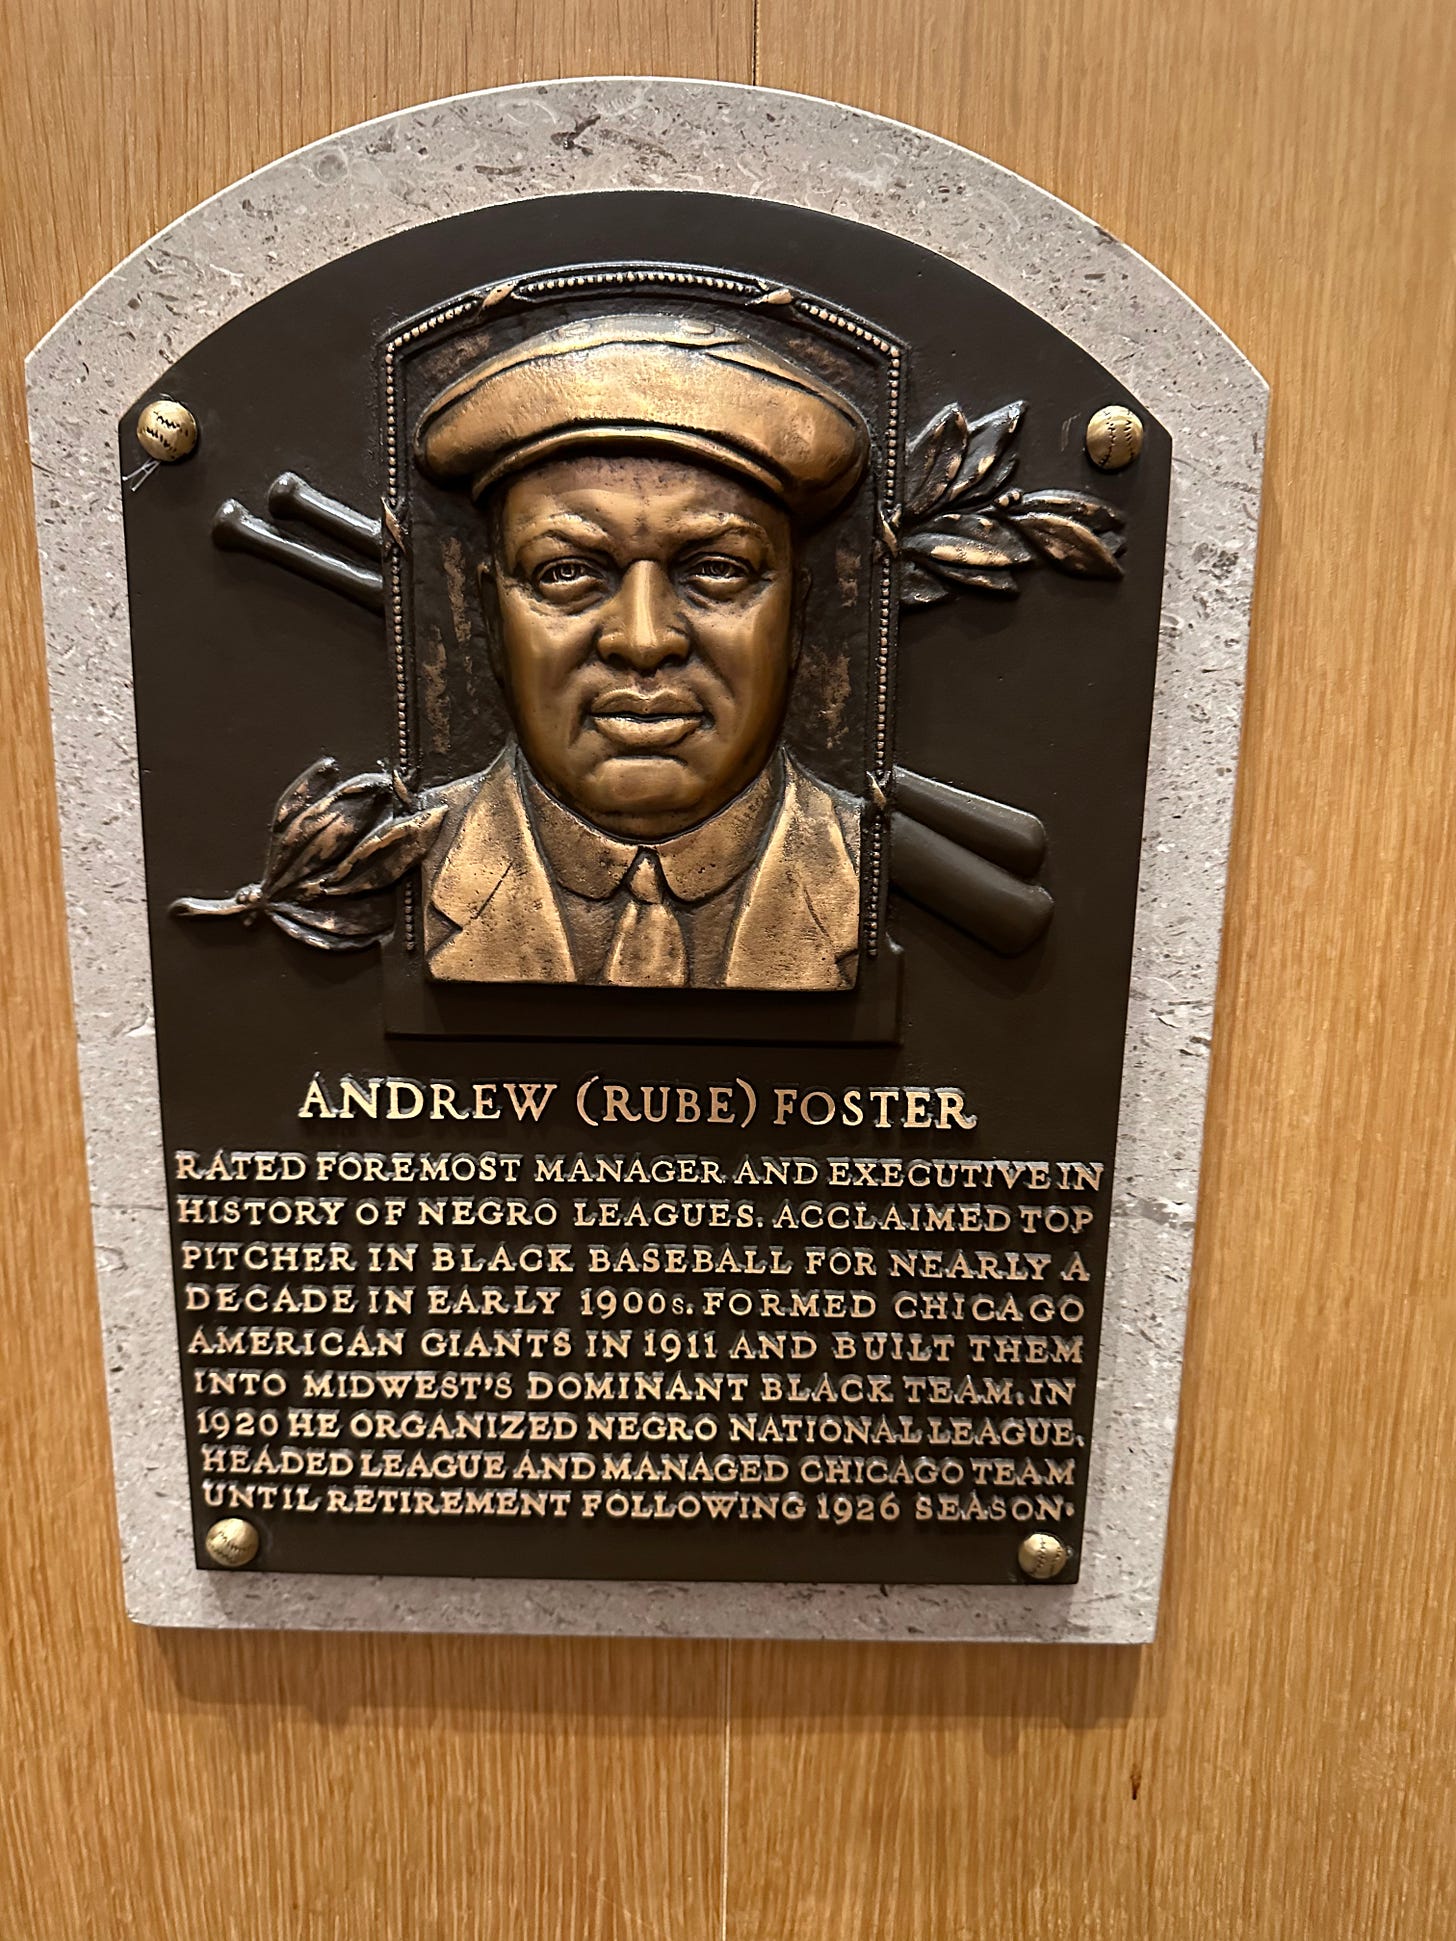 ANDREW (RUBE) FOSTER
RATED FOREMOST MANAGER AND EXECUTIVE IN
HISTORY OF NEGRO LEAGUES. ACCLAIMED TOP
PITCHER IN BLACK BASEBALL FOR NEARLY A
DECADE IN EARLY 1900s. FORMED CHICAGO
AMERICAN GIANTS IN 1911 AND BUILT THEM
INTO MIDWEST'S DOMINANT BLACK TEAM. IN
1920 HE ORGANIZED NEGRO NATIONAL LEAGUE.
HEADED LEAGUE AND MANAGED CHICAGO TEAM
UNTIL RETIREMENT FOLLOWING 1926 SEASON.